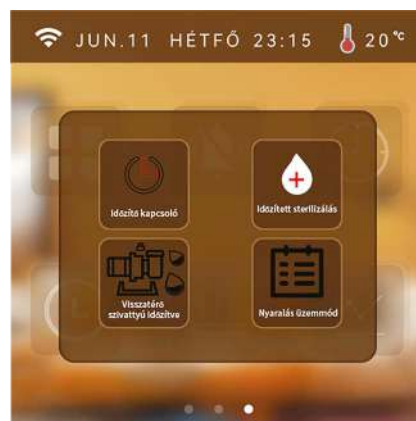 JUN.11 HÉTFŐ 23:15 20℃
Időzítő kapcsoló
Időzített sterilizálás
Visszatérő
szivattyú időzítve
Nyaralás üzemmód